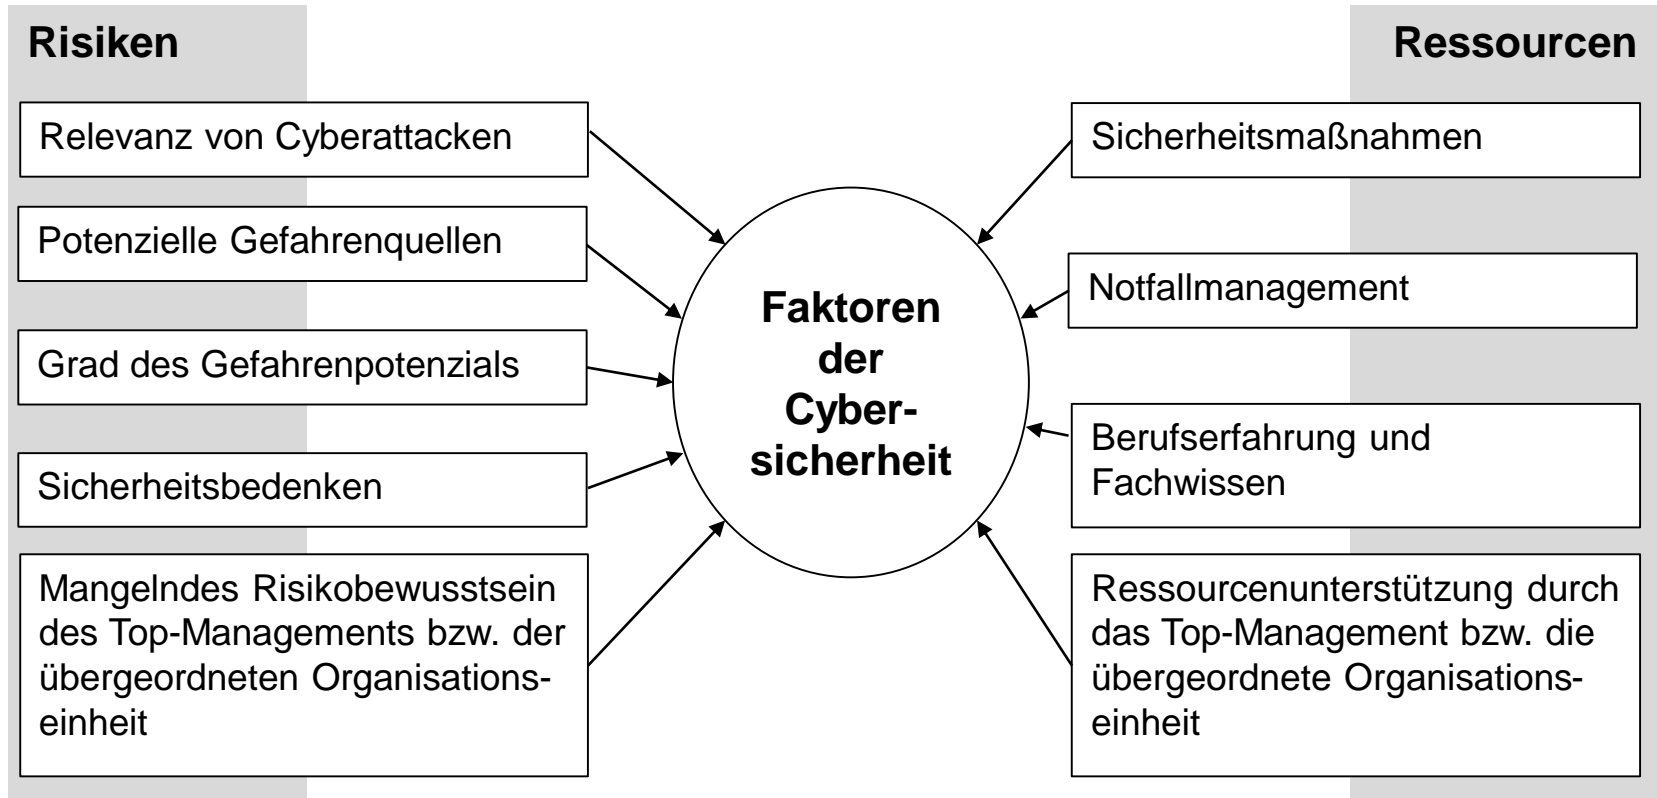 Risiken
Relevanz von Cyberattacken
Potenzielle Gefahrenquellen
Grad des Gefahrenpotenzials
Sicherheitsbedenken
Mangelndes Risikobewusstsein
des Top-Managements bzw. der
übergeordneten Organisations-
einheit
Faktoren
der
Cyber-
sicherheit
Ressourcen
Sicherheitsmaßnahmen
Notfallmanagement
Berufserfahrung und
Fachwissen
Ressourcenunterstützung durch
das Top-Management bzw. die
übergeordnete Organisations-
einheit